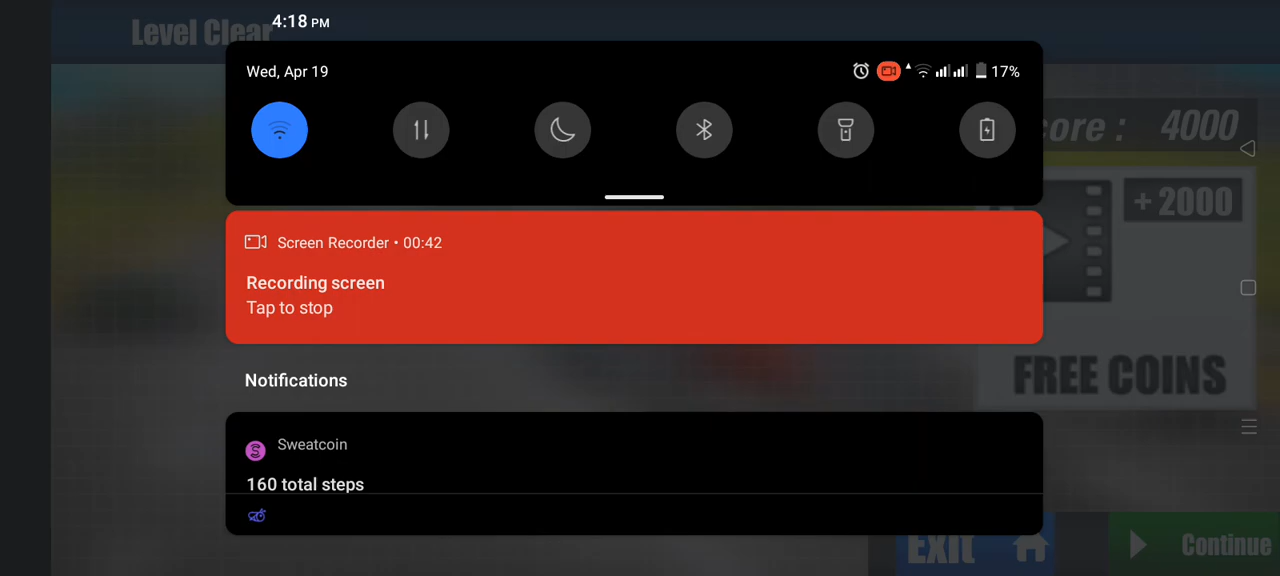 4:18 PM
Level Clear
Wed, Apr 19
17%
core : 4000
+ 2000
Screen Recorder • 00:42
Recording screen
Tap to stop
FREE COINS
Notifications
Sweatcoin
160 total steps
Exit
Continue